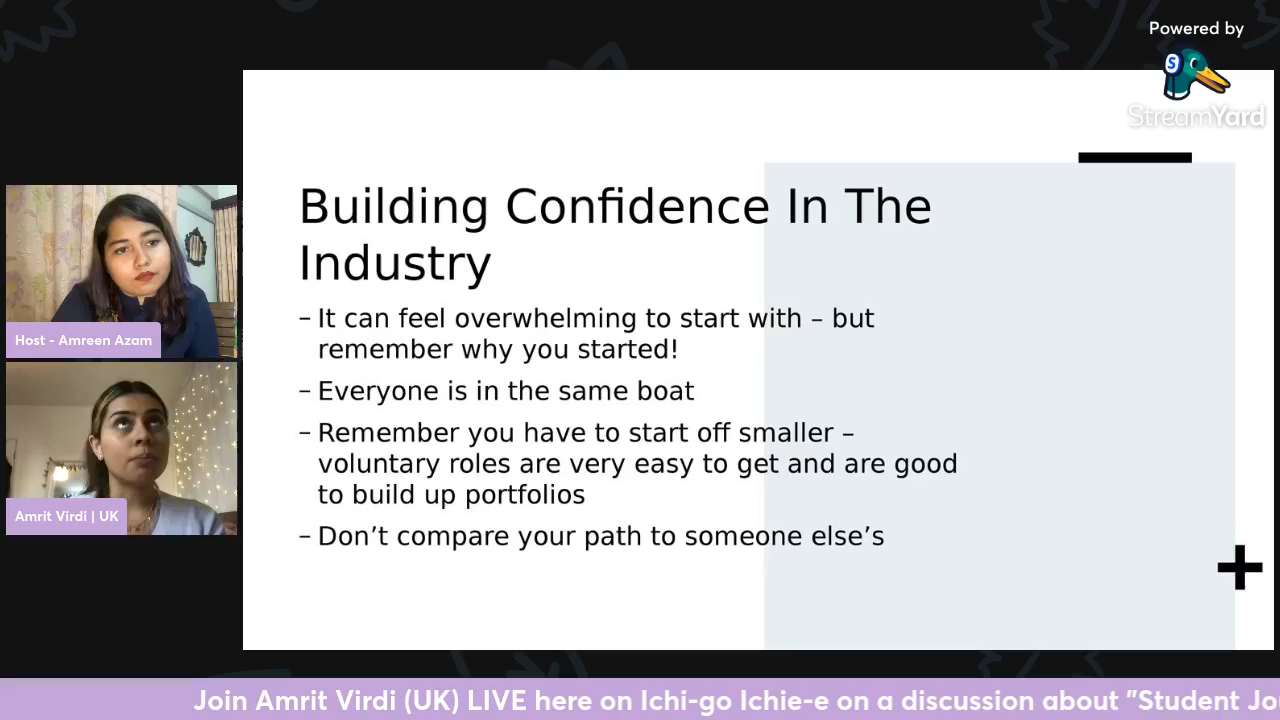 Powered by
S
StreamYard
Building Confidence In The
Industry
– It can feel overwhelming to start with – but
remember why you started!
– Everyone is in the same boat
– Remember you have to start off smaller –
voluntary roles are very easy to get and are good
to build up portfolios
– Don’t compare your path to someone else’s
Host - Amreen Azam
Amrit Virdi | UK
Join Amrit Virdi (UK) LIVE here on Ichi-go Ichie-e on a discussion about "Student Jo